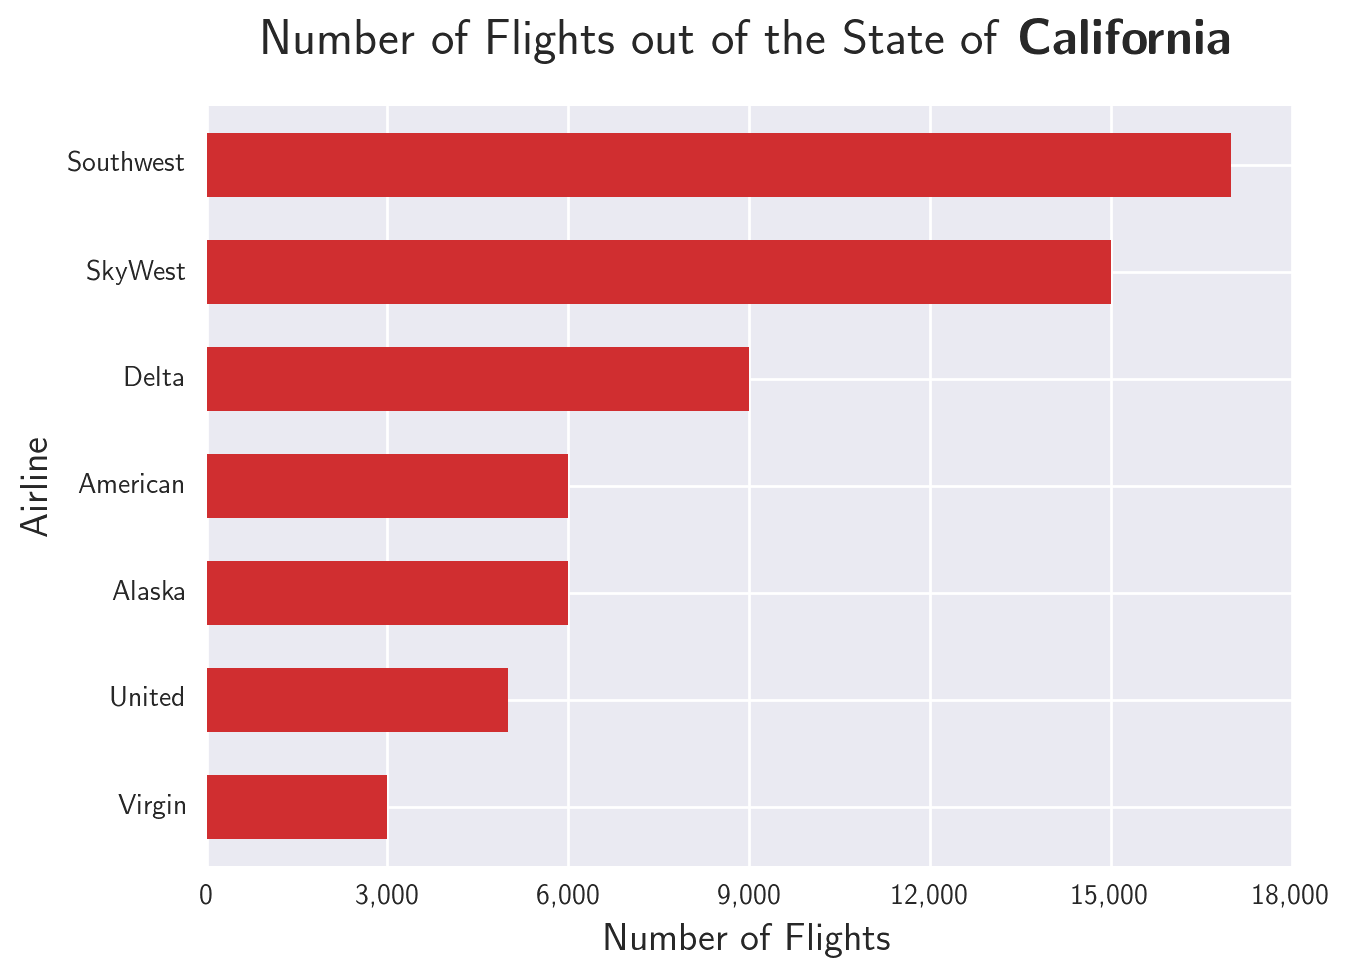 Number of Flights out of the State of California
Southwest
SkyWest
Delta
American
Alaska
United
Virgin
Airline
0 3,000 6,000 9,000 12,000 15,000 18,000
Number of Flights